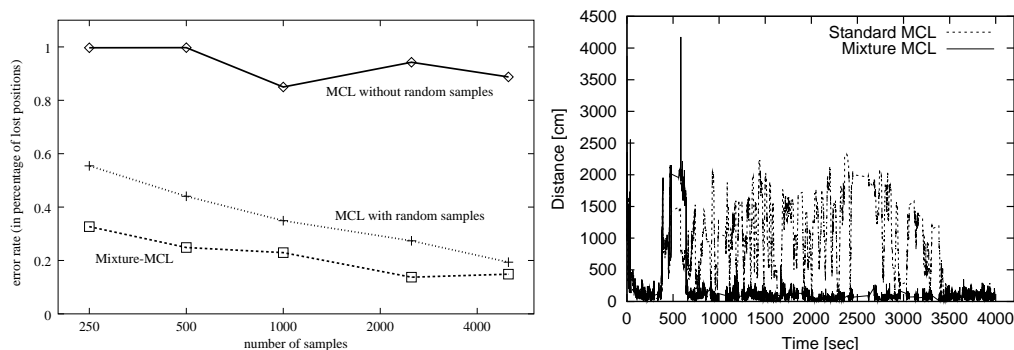 error rate (in percentage of lost positions)
1
0.8
0.6
0.4
0.2
0
MCL without random samples
MCL with random samples
Mixture-MCL
250 500 1000 2000 4000
number of samples
Distance [cm]
4500
4000
3500
3000
2500
2000
1500
1000
500
0
Standard MCL
Mixture MCL
0 500 1000 1500 2000 2500 3000 3500 4000
Time [sec]